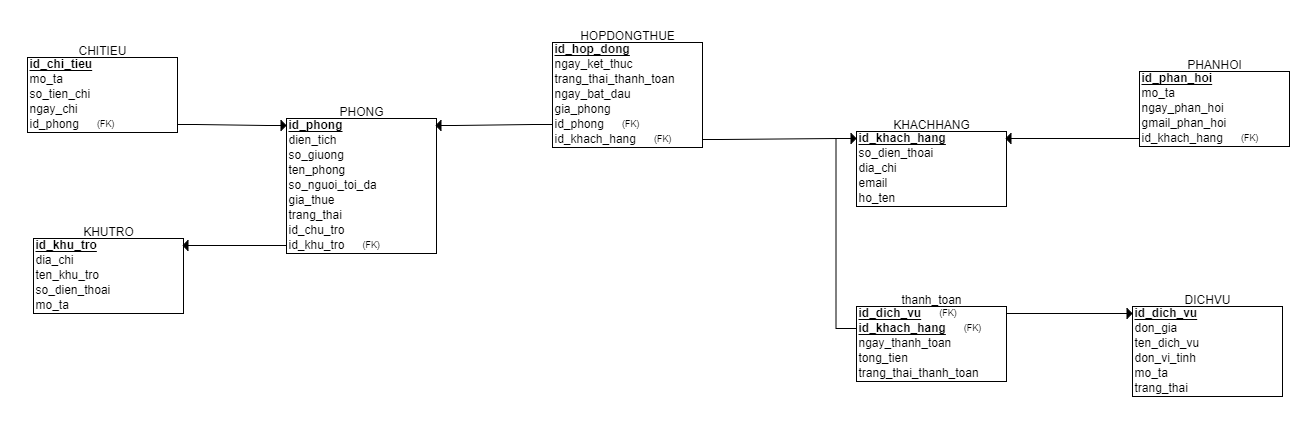 CHITIEU
id_chi_tieu
mo_ta
so_tien_chi
ngay_chi
id_phong (FK)
PHONG
id_phong
dien_tich
so_giuong
ten_phong
so_nguoi_toi_da
gia_thue
trang_thai
id_chu_tro
id_khu_tro (FK)
KHUTRO
id_khu_tro
dia_chi
ten_khu_tro
so_dien_thoai
mo_ta
HOPDONGTHUE
id_hop_dong
ngay_ket_thuc
trang_thai_thanh_toan
ngay_bat_dau
gia_phong
id_phong (FK)
id_khach_hang (FK)
KHACHHANG
id_khach_hang
so_dien_thoai
dia_chi
email
ho_ten
PHANHOI
id_phan_hoi
mo_ta
ngay_phan_hoi
gmail_phan_hoi
id_khach_hang (FK)
thanh_toan
id_dich_vu (FK)
id_khach_hang (FK)
ngay_thanh_toan
tong_tien
trang_thai_thanh_toan
DICHVU
id_dich_vu
don_gia
ten_dich_vu
don_vi_tinh
mo_ta
trang_thai